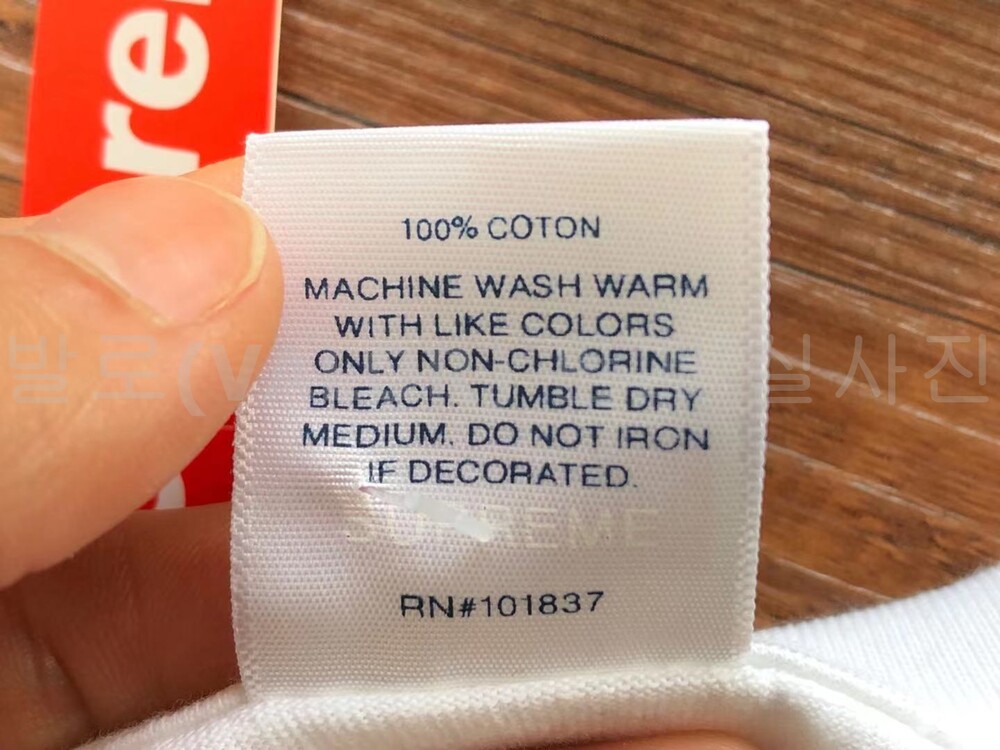 re
100% COTON
MACHINE WASH WARM
WITH LIKE COLORS
ONLY NON-CHLORINE
BLEACH. TUMBLE DRY
MEDIUM. DO NOT IRON
IF DECORATED.
SUPREME
RN#101837
발로(V
실사진